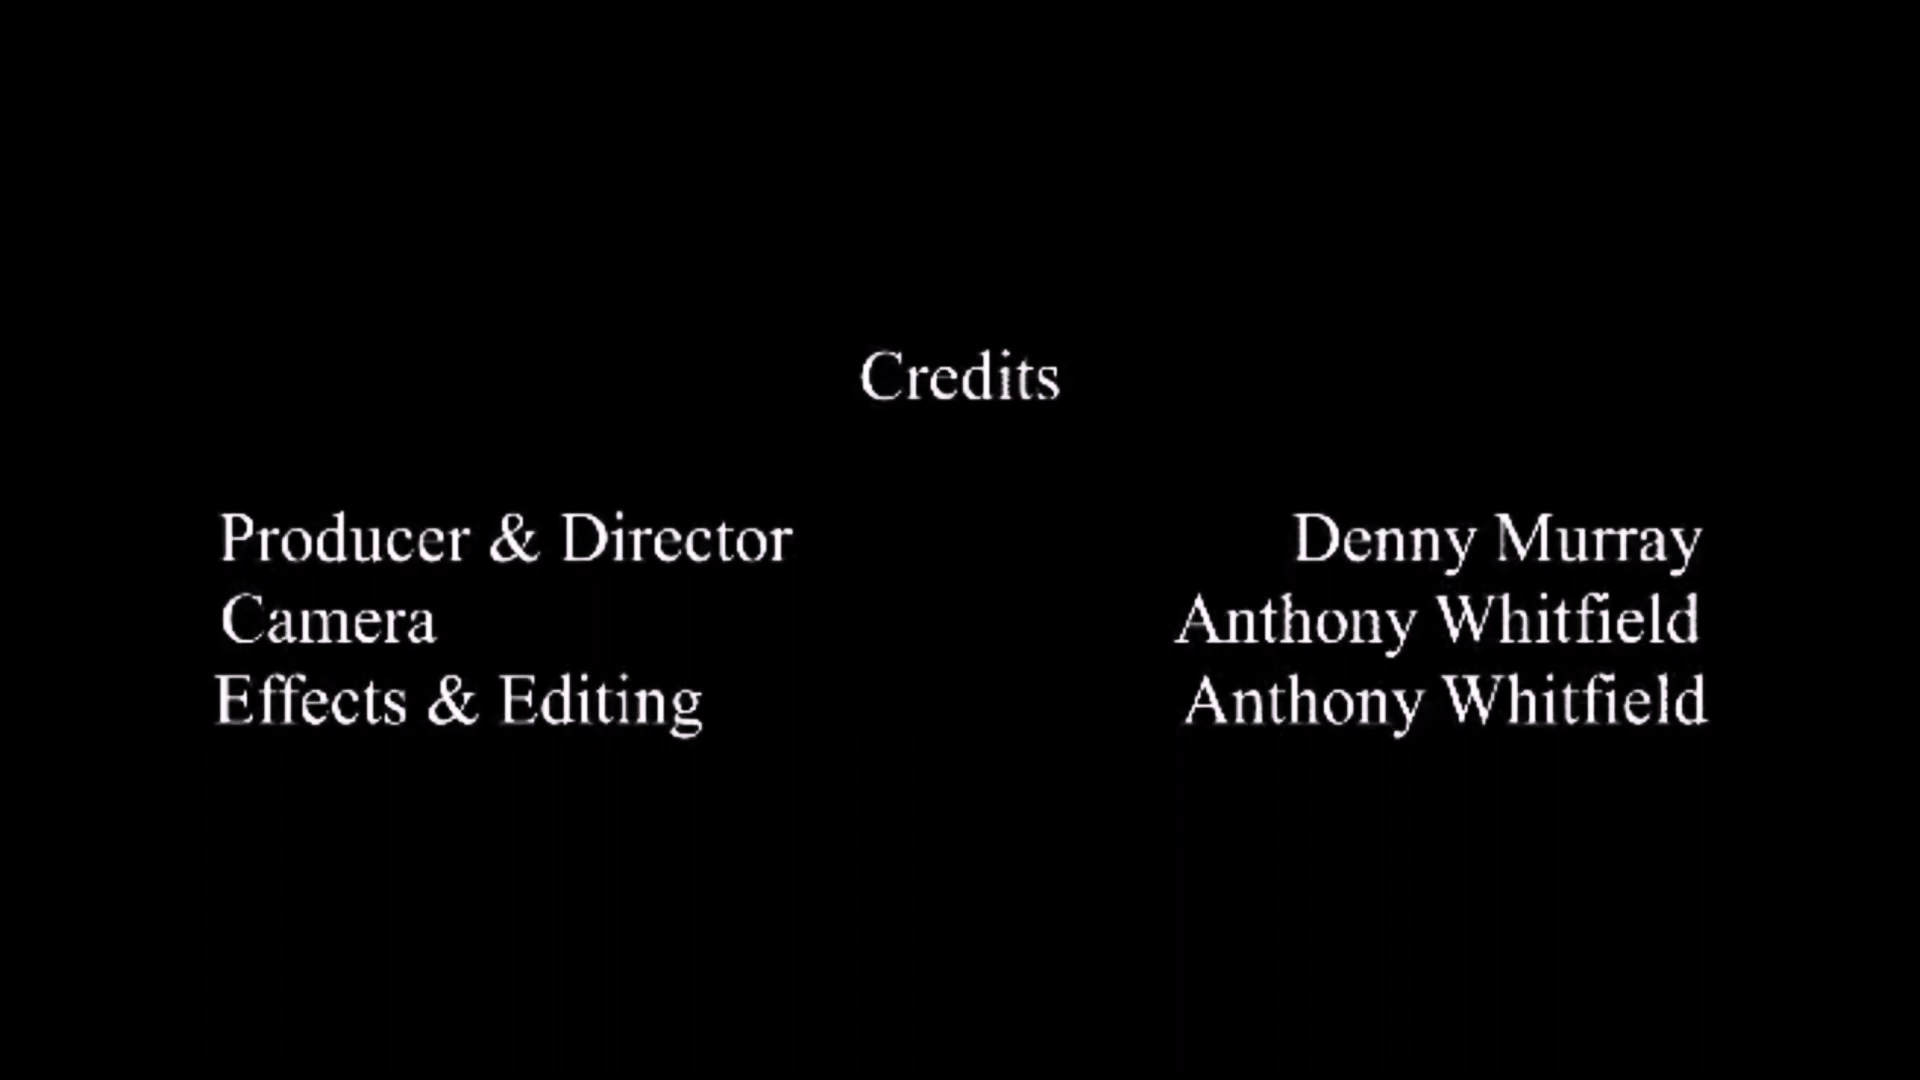 Credits
Producer & Director Denny Murray
Camera Anthony Whitfield
Effects & Editing Anthony Whitfield